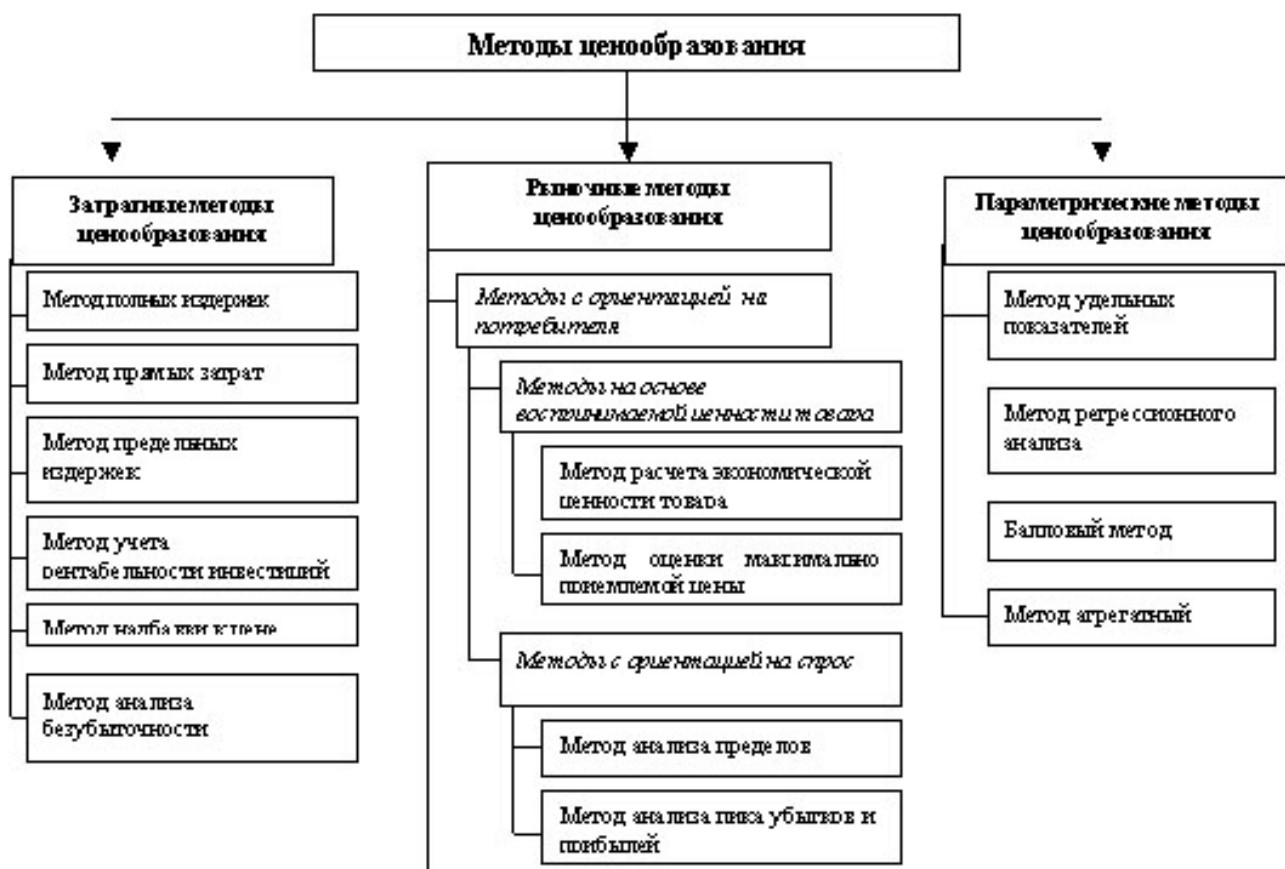 Методы ценообразования
Затратные методы
ценообразования
Метод полных издержек
Метод прямых затрат
Метод предельных
издержек
Метод учета
рентабельности инвестиций
Метод надбавки к цене
Метод анализа
безубыточности
Рыночные методы
ценообразования
Методы с ориентацией на
потребителя
Методы на основе
воспринимаемой ценности товара
Метод расчета экономической
ценности товара
Метод оценки максимально
приемлемой цены
Методы с ориентацией на спрос
Метод анализа пределов
Метод анализа пика убытков и
прибылей
Параметрические методы
ценообразования
Метод удельных
показателей
Метод регрессионного
анализа
Балловый метод
Метод агрегатный